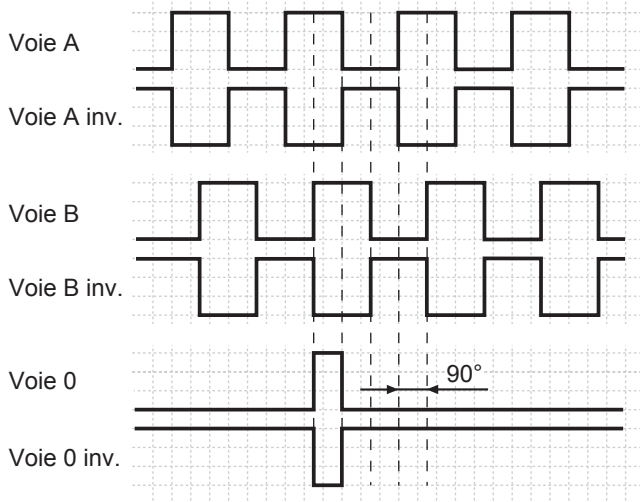 Voie A
Voie A inv.
Voie B
Voie B inv.
Voie 0
90°
Voie 0 inv.